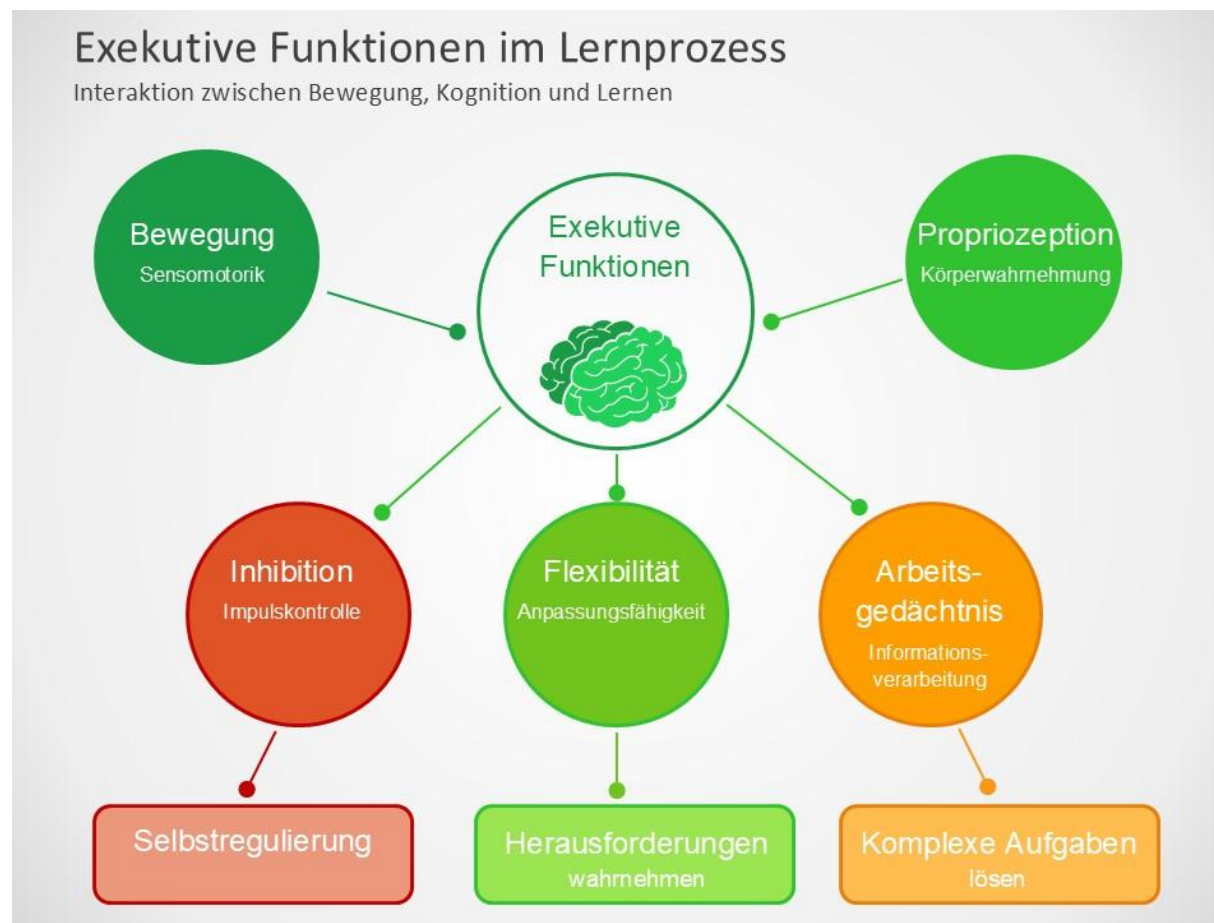 Exekutive Funktionen im Lernprozess
Interaktion zwischen Bewegung, Kognition und Lernen
Bewegung
Sensomotorik
Exekutive
Funktionen
Propriozeption
Körperwahrnehmung
Inhibition
Impulskontrolle
Flexibilität
Anpassungsfähigkeit
Arbeits-
gedächtnis
Informations-
verarbeitung
Selbstregulierung
Herausforderungen
wahrnehmen
Komplexe Aufgaben
lösen